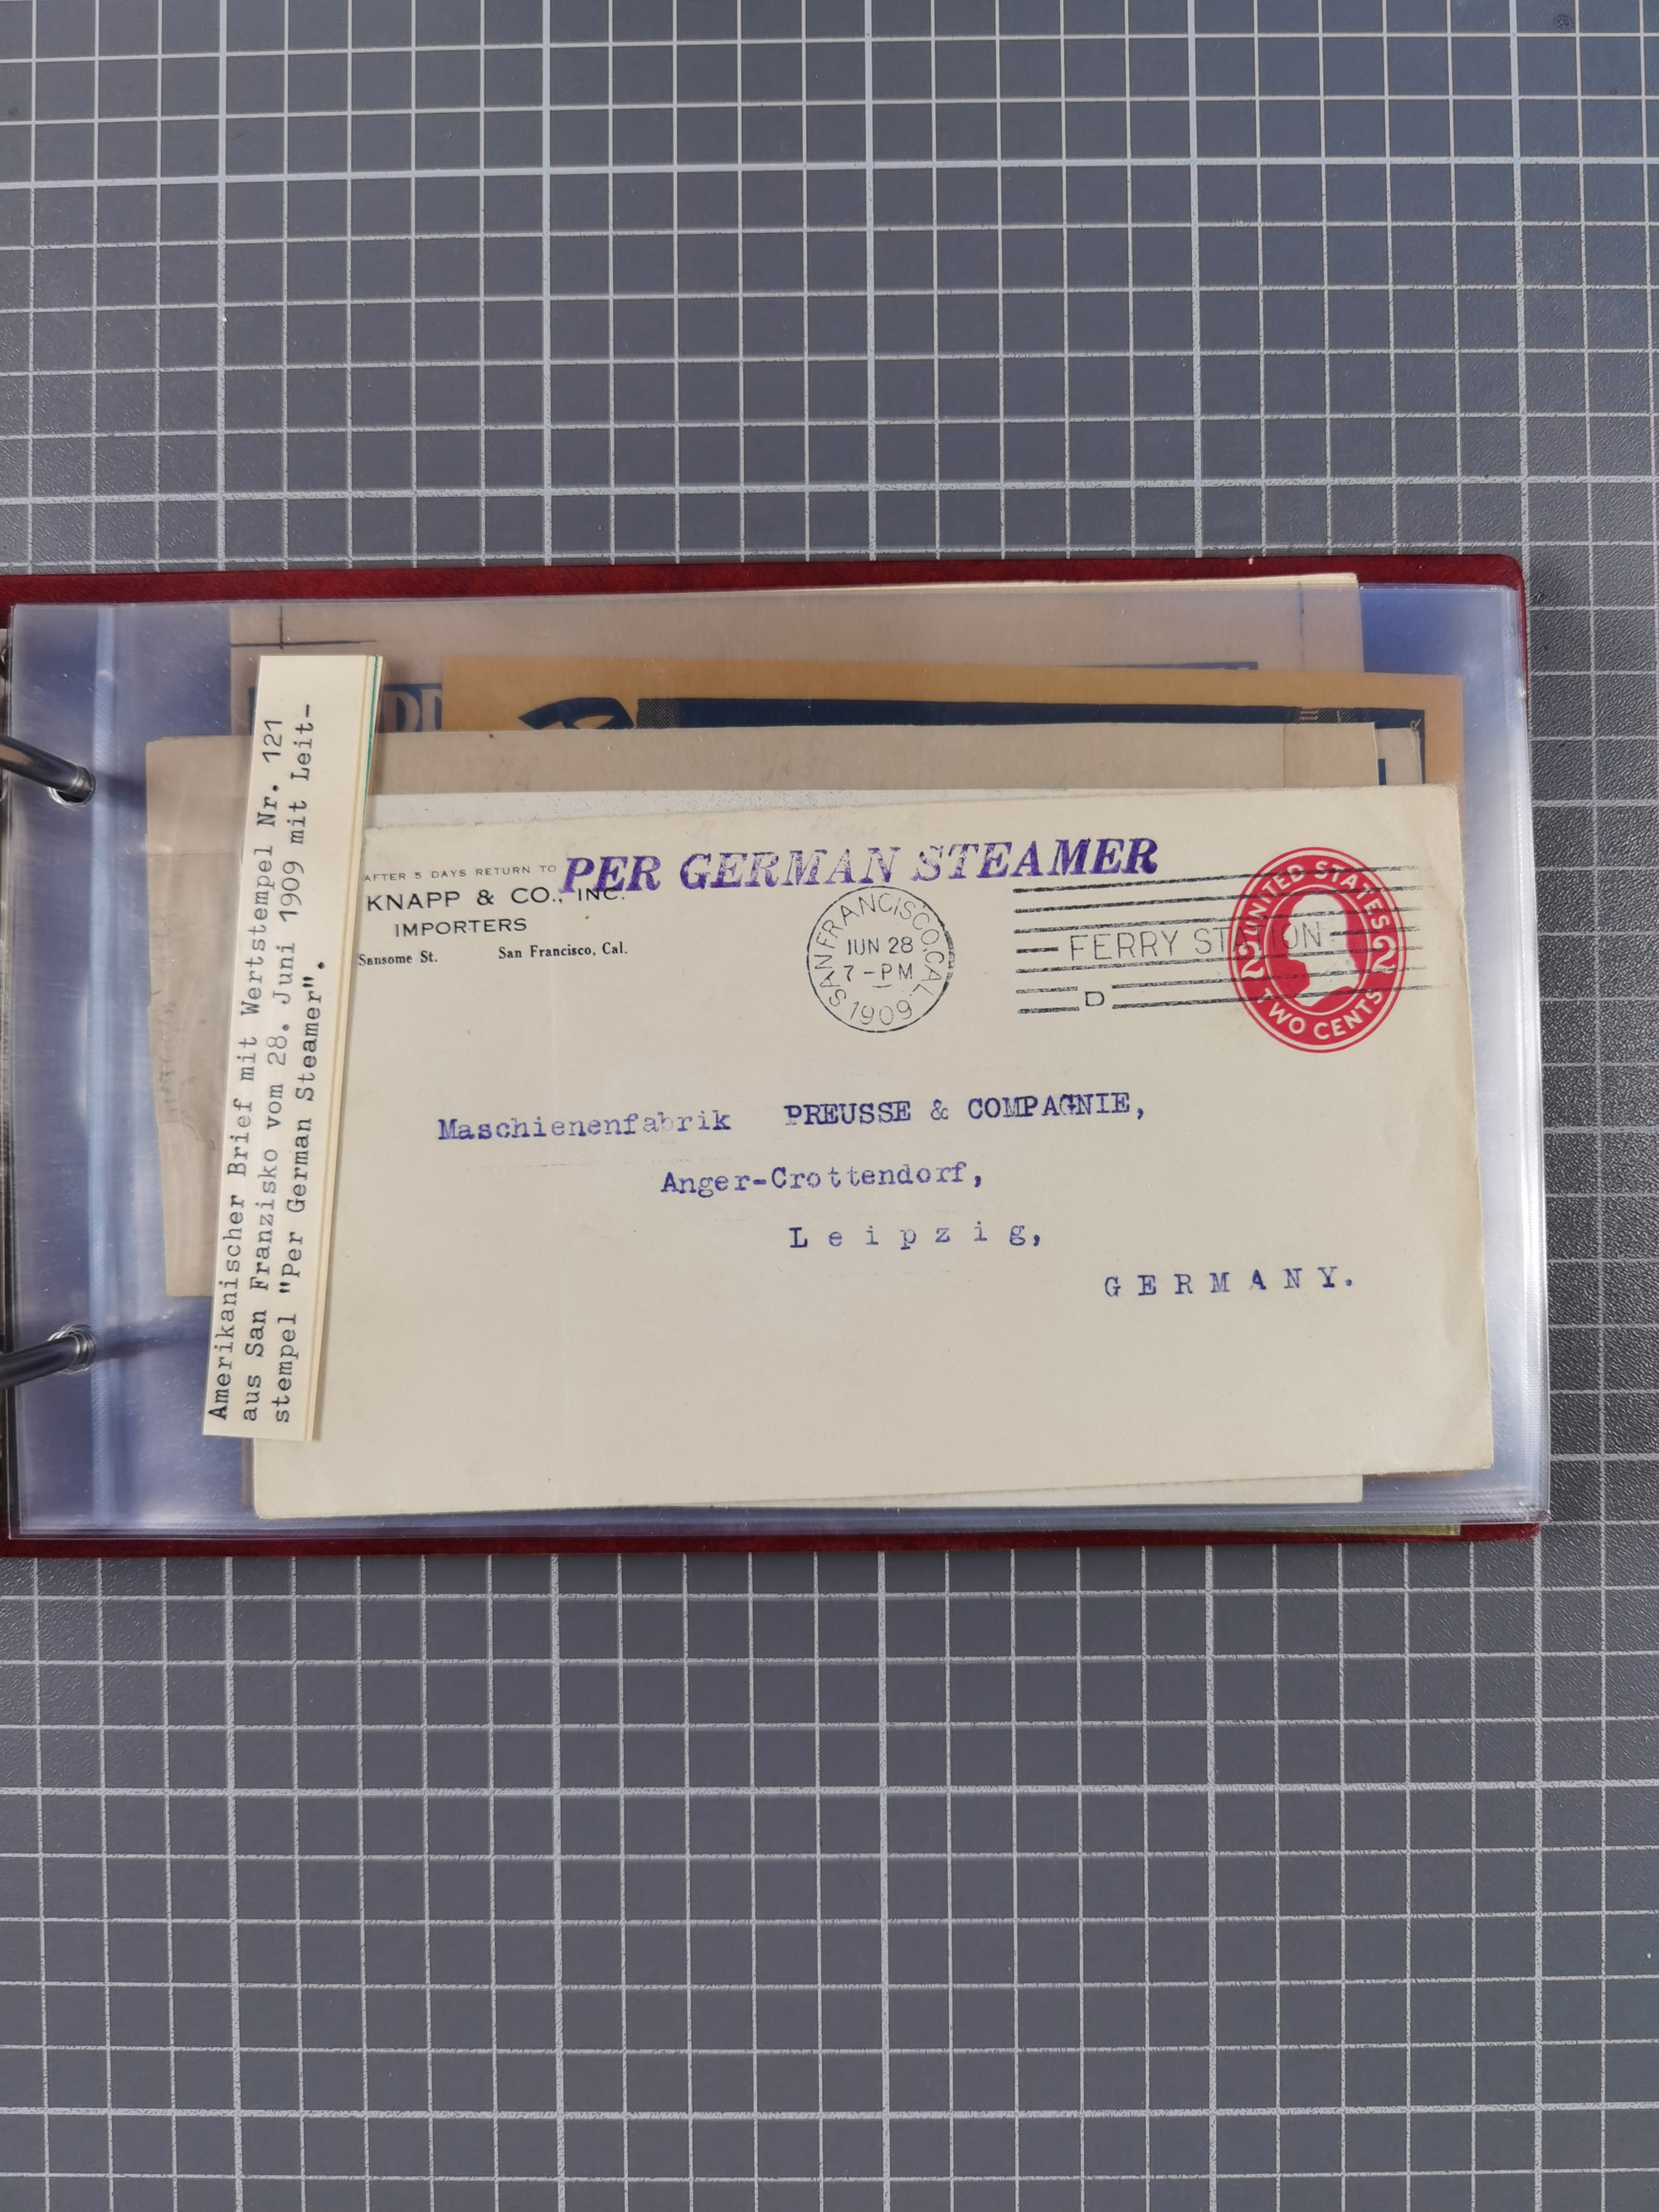 Amerikanischer Brief mit Wertstempel Nr. 121
aus San Franzisko vom 28. Juni 1909 mit Leit-
stempel "Per German Steamer".
AFTER 5 DAYS RETURN TO
KNAPP & CO., INC.
IMPORTERS
Sansome St. San Francisco, Cal.
PER GERMAN STEAMER
SAN FRANCISCO, CAL.
JUN 28
7-PM
1909
FERRY STATION
D
UNITED STATES
2 2
TWO CENTS
Maschienenfabrik PREUSSE & COMPAGNIE,
Anger-Crottendorf,
Leipzig,
GERMANY.